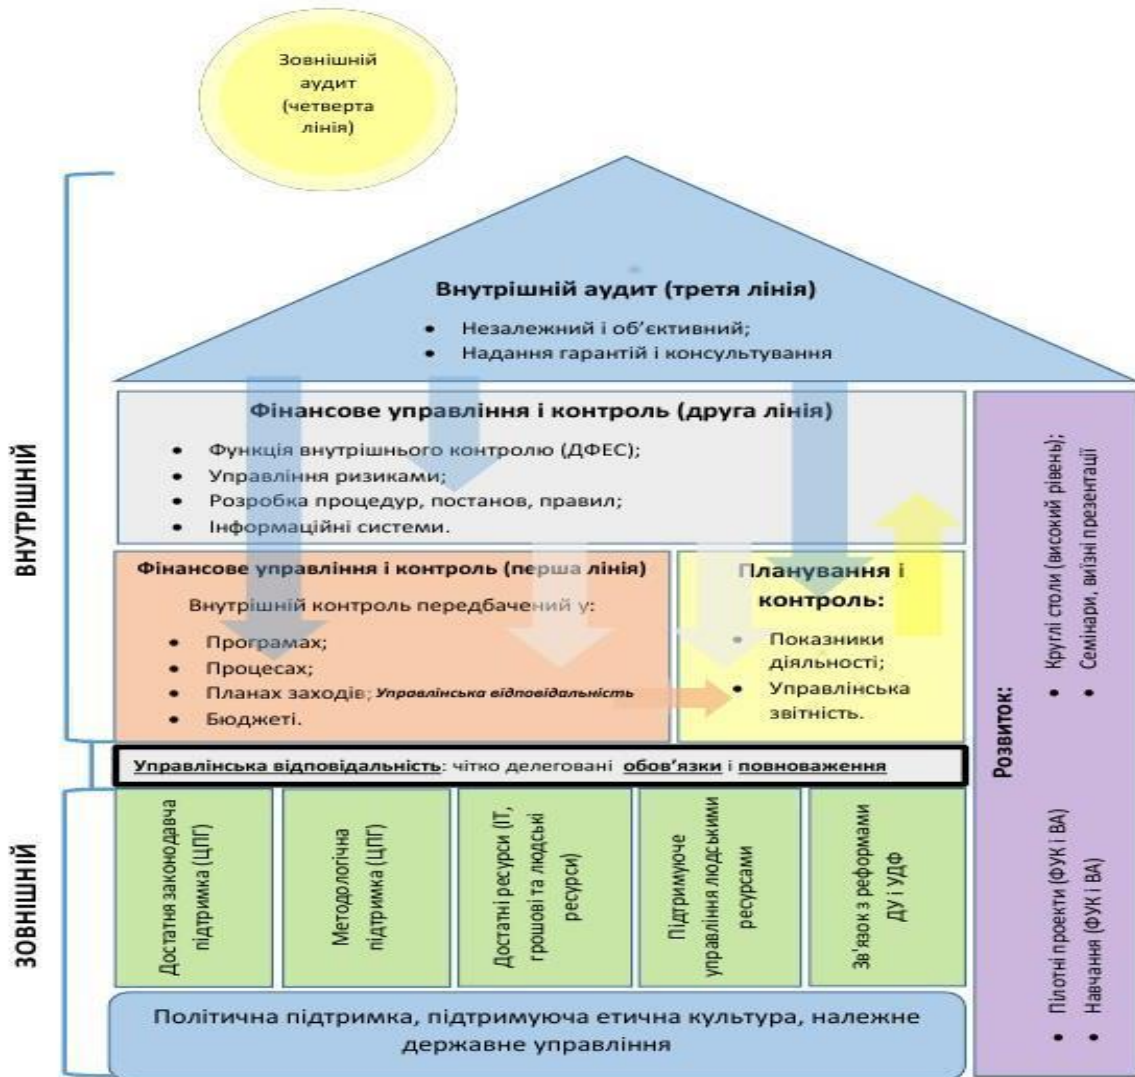 Зовнішній
аудит
(четверта
лінія)
Внутрішній аудит (третя лінія)
• Незалежний і об’єктивний;
• Надання гарантій і консультування
ВНУТРІШНІЙ
Фінансове управління і контроль (друга лінія)
• Функція внутрішнього контролю (ДФЕС);
• Управління ризиками;
• Розробка процедур, постанов, правил;
• Інформаційні системи.
Фінансове управління і контроль (перша лінія)
Внутрішній контроль передбачений у:
• Програмах;
• Процесах;
• Планах заходів; Управлінська відповідальність
• Бюджеті.
Планування і
контроль:
• Показники
діяльності;
• Управлінська
звітність.
Управлінська відповідальність: чітко делеговані обов’язки і повноваження
ЗОВНІШНІЙ
Достатня законодавча
підтримка (ЦПГ)
Методологічна
підтримка (ЦПГ)
Достатні ресурси (ІТ,
грошові та людські
ресурси)
Підтримуюче
управління людськими
ресурсами
Зв'язок з реформами
ДУ і УДФ
Політична підтримка, підтримуюча етична культура, належне
державне управління
Розвиток:
• Пілотні проекти (ФУК і ВА)
• Навчання (ФУК і ВА)
• Круглі столи (високий рівень);
• Семінари, виїзні презентації